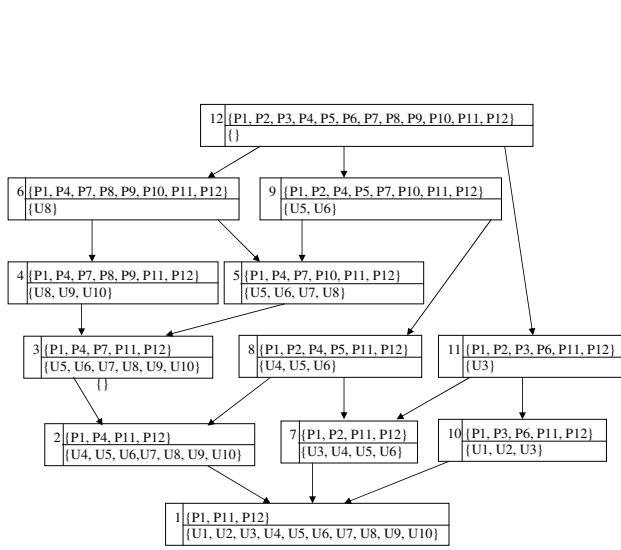 12 {P1, P2, P3, P4, P5, P6, P7, P8, P9, P10, P11, P12}
{}
6 {P1, P4, P7, P8, P9, P10, P11, P12}
{U8}
9 {P1, P2, P4, P5, P7, P10, P11, P12}
{U5, U6}
4 {P1, P4, P7, P8, P9, P11, P12}
{U8, U9, U10}
5 {P1, P4, P7, P10, P11, P12}
{U5, U6, U7, U8}
3 {P1, P4, P7, P11, P12}
{U5, U6, U7, U8, U9, U10}
{}
8 {P1, P2, P4, P5, P11, P12}
{U4, U5, U6}
11 {P1, P2, P3, P6, P11, P12}
{U3}
2 {P1, P4, P11, P12}
{U4, U5, U6,U7, U8, U9, U10}
7 {P1, P2, P11, P12}
{U3, U4, U5, U6}
10 {P1, P3, P6, P11, P12}
{U1, U2, U3}
1 {P1, P11, P12}
{U1, U2, U3, U4, U5, U6, U7, U8, U9, U10}